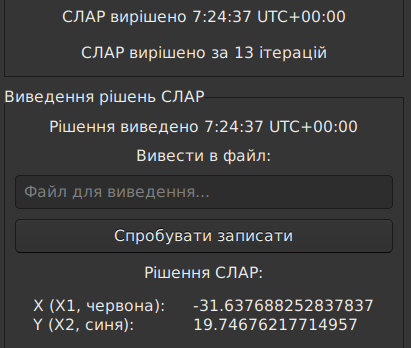 СЛАР вирішено 7:24:37 UTC+00:00
СЛАР вирішено за 13 ітерацій
Виведення рішень СЛАР
Рішення виведено 7:24:37 UTC+00:00
Вивести в файл:
Файл для виведення...
Спробувати записати
Рішення СЛАР:
X (X1, червона): -31.637688252837837
Y (X2, синя): 19.74676217714957